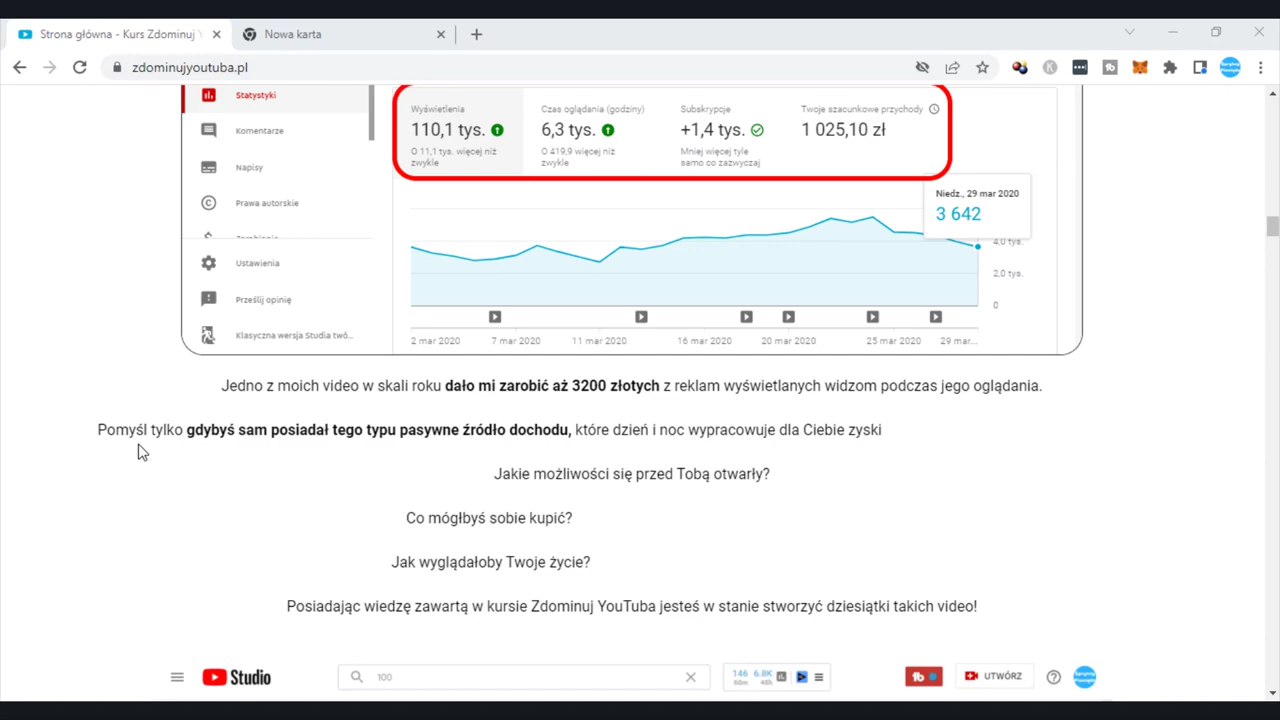 Strona główna - Kurs Zdominuj Y
Nowa karta
zdominujyoutuba.pl
Statystyki
Komentarze
Napisy
Prawa autorskie
Ustawienia
Prześlij opinię
Klasyczna wersja Studia twó...
Wyświetlenia
110,1 tys.
O 11,1 tys. więcej niż
zwykle
Czas oglądania (godziny)
6,3 tys.
O 419,9 więcej niż
zwykle
Subskrypcje
+1,4 tys.
Mniej więcej tyle
samo co zazwyczaj
Twoje szacunkowe przychody
1 025,10 zł
Niedz., 29 mar 2020
3 642
4,0 tys.
2,0 tys.
0
2 mar 2020
7 mar 2020
11 mar 2020
16 mar 2020
20 mar 2020
25 mar 2020
29 mar...
Jedno z moich video w skali roku dało mi zarobić aż 3200 złotych z reklam wyświetlanych widzom podczas jego oglądania.
Pomyśl tylko gdybyś sam posiadał tego typu pasywne źródło dochodu, które dzień i noc wypracowuje dla Ciebie zyski
Jakie możliwości się przed Tobą otwarły?
Co mógłbyś sobie kupić?
Jak wyglądałoby Twoje życie?
Posiadając wiedzę zawartą w kursie Zdominuj YouTuba jesteś w stanie stworzyć dziesiątki takich video!
Studio
100
146 6.8K
60m 48h
tb
UTWÓRZ